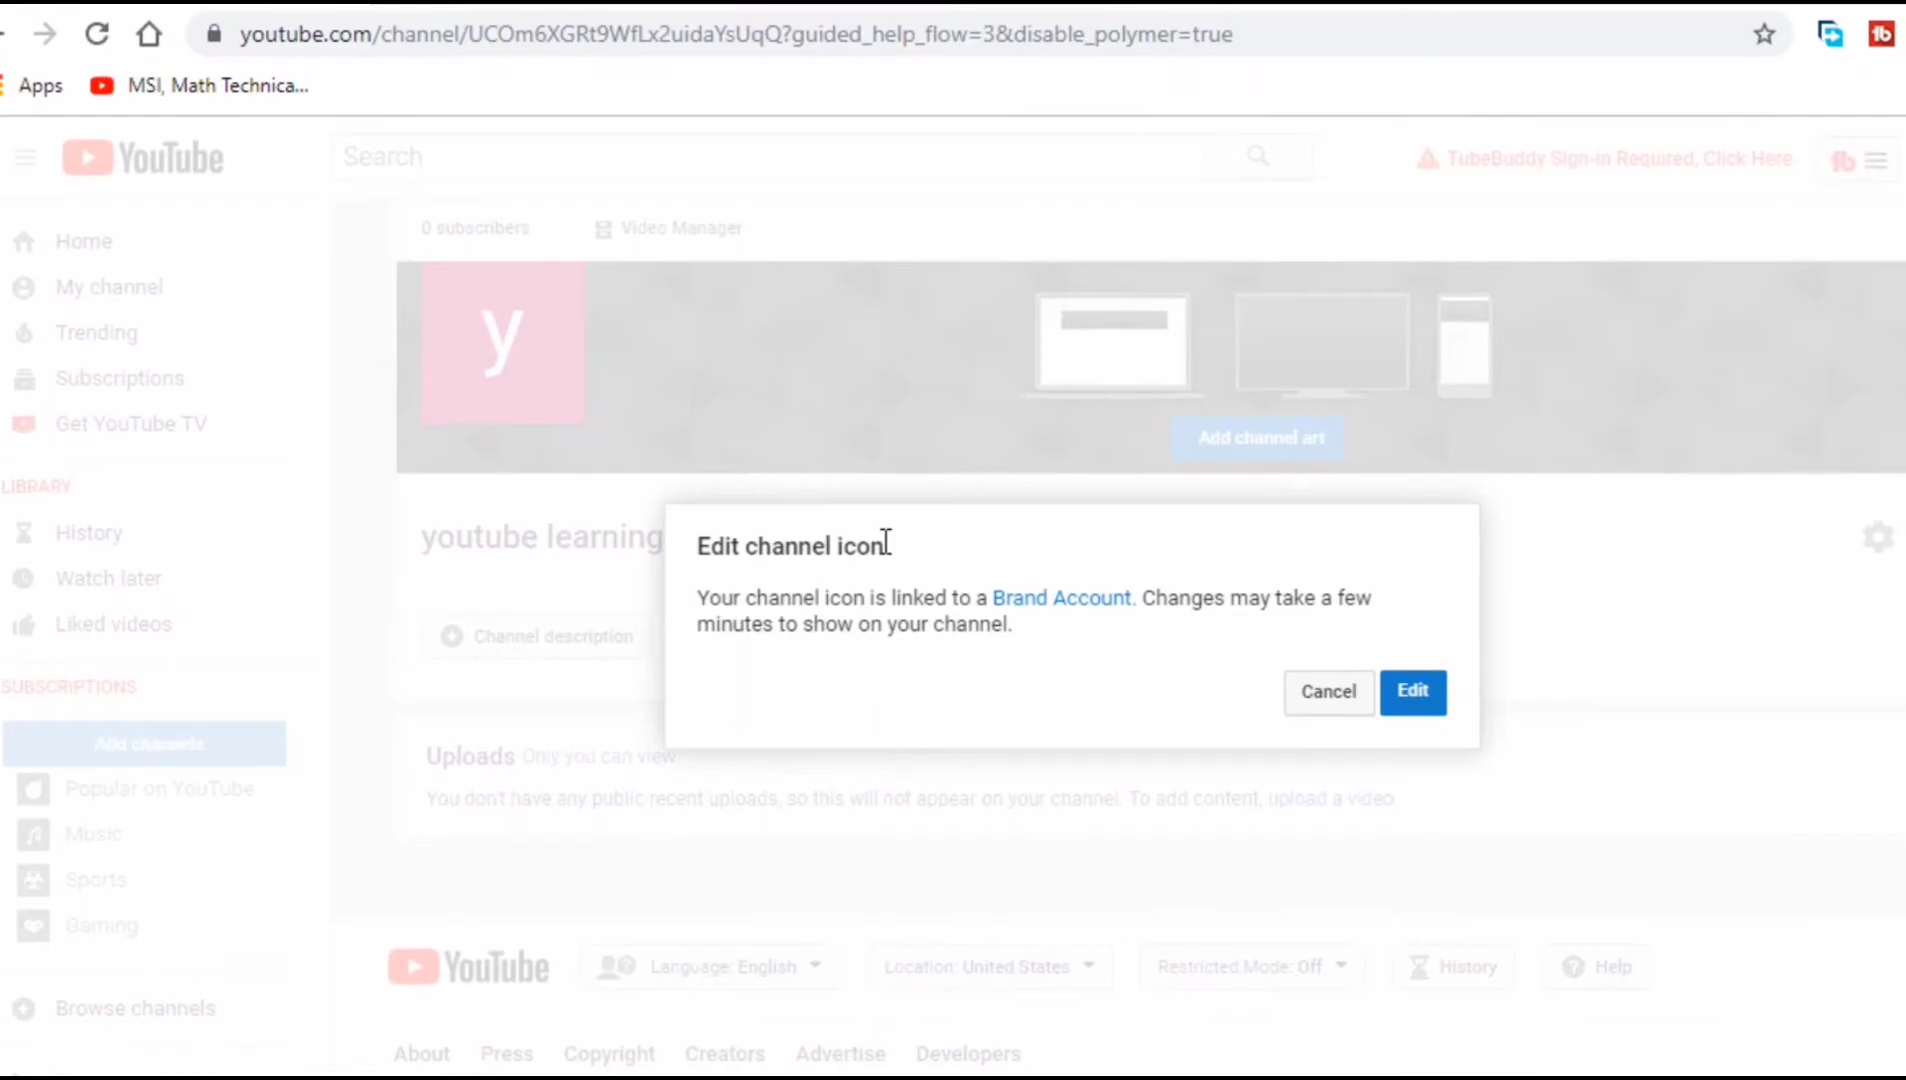 youtube.com/channel/UCOm6XGRt9WfLx2uidaYsUqQ?guided_help_flow=3&disable_polymer=true
Apps
MSI, Math Technica...
YouTube
Search
TubeBuddy Sign-in Required, Click Here
0 subscribers
Video Manager
Home
My channel
Trending
Subscriptions
Get YouTube TV
y
Add channel art
LIBRARY
History
Watch later
Liked videos
youtube learning
Channel description
Edit channel icon
Your channel icon is linked to a Brand Account. Changes may take a few
minutes to show on your channel.
Cancel
Edit
SUBSCRIPTIONS
Add channels
Popular on YouTube
Music
Sports
Gaming
Browse channels
Uploads Only you can view
You don't have any public recent uploads, so this will not appear on your channel. To add content, upload a video
YouTube
Language: English
Location: United States
Restricted Mode: Off
History
Help
About Press Copyright Creators Advertise Developers